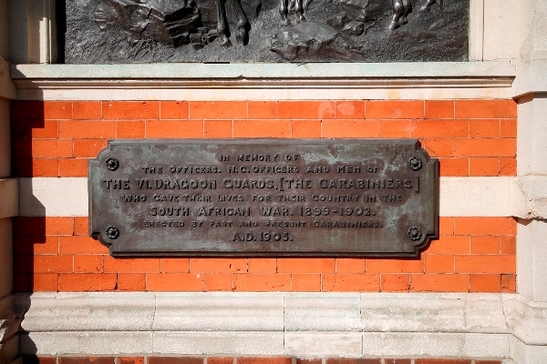 IN MEMORY OF
THE OFFICERS, N.C. OFFICERS AND MEN OF
THE VI. DRAGOON GUARDS, [THE CARABINIERS]
WHO GAVE THEIR LIVES FOR THEIR COUNTRY IN THE
SOUTH AFRICAN WAR. 1899-1902.
ERECTED BY PAST AND PRESENT CARABINIERS.
A.D. 1905.